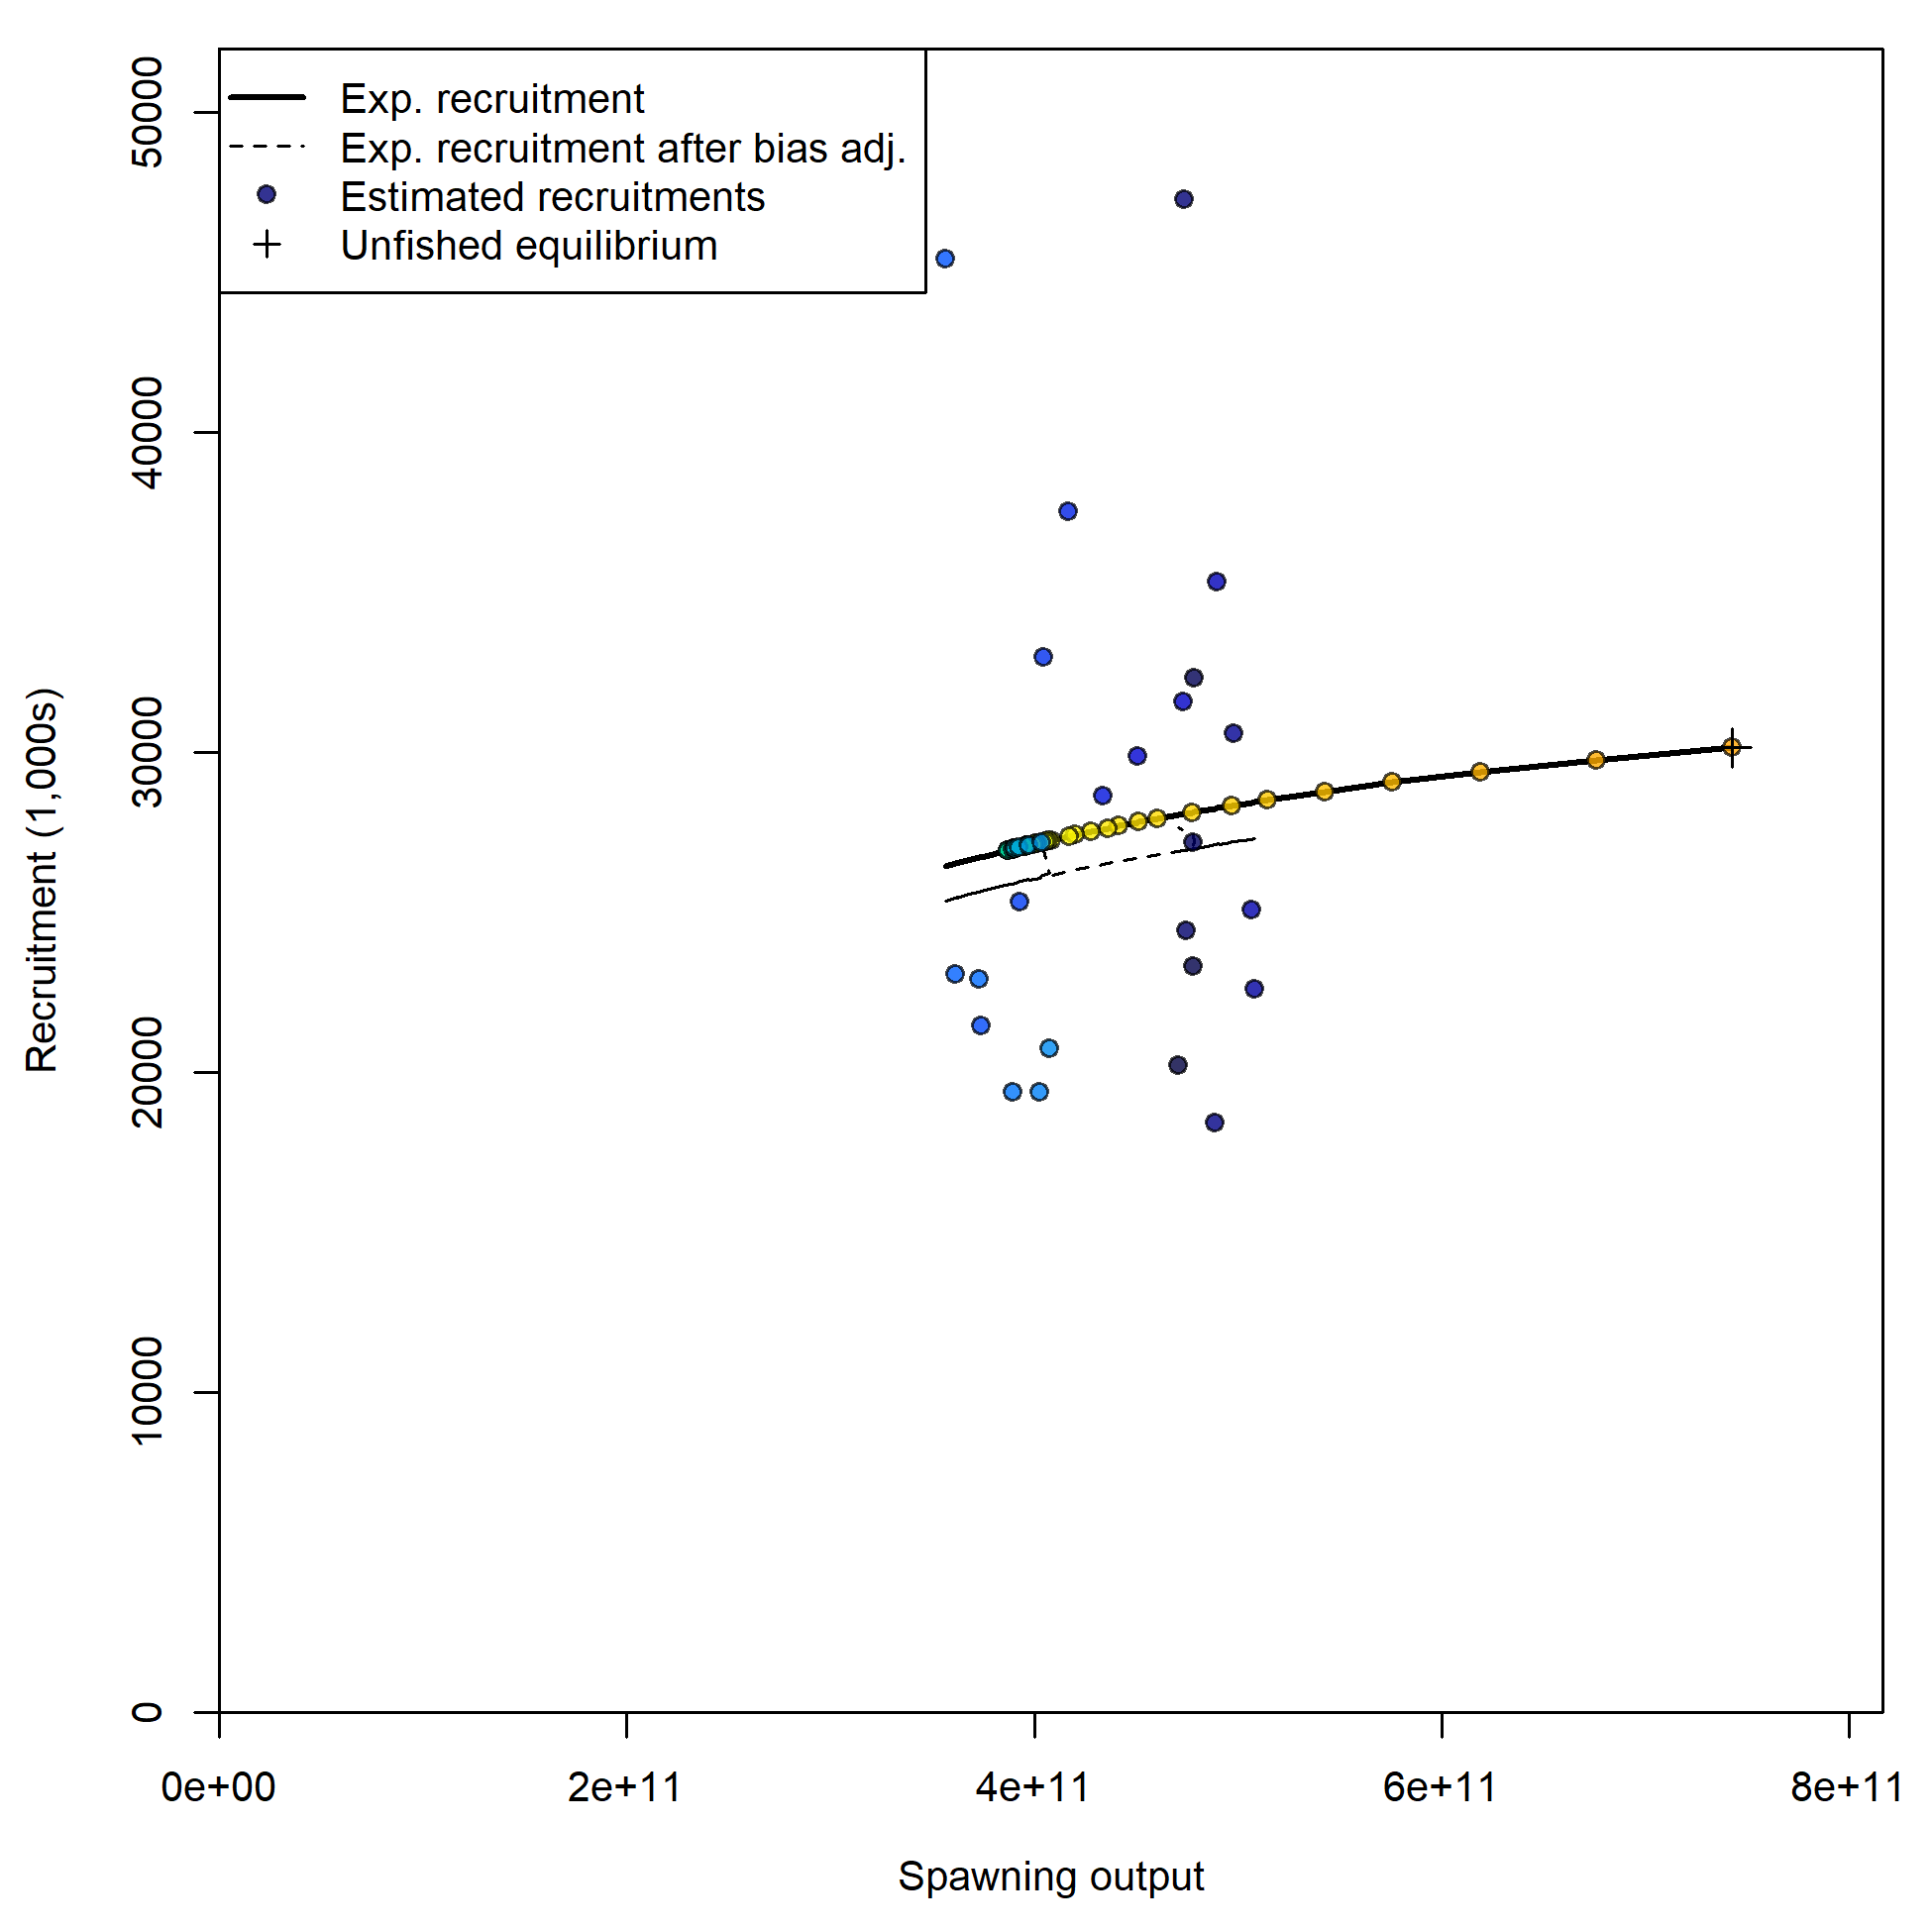 Exp. recruitment
Exp. recruitment after bias adj.
Estimated recruitments
Unfished equilibrium
Recruitment (1,000s)
50000
40000
30000
20000
10000
0
0e+00 2e+11 4e+11 6e+11 8e+11
Spawning output